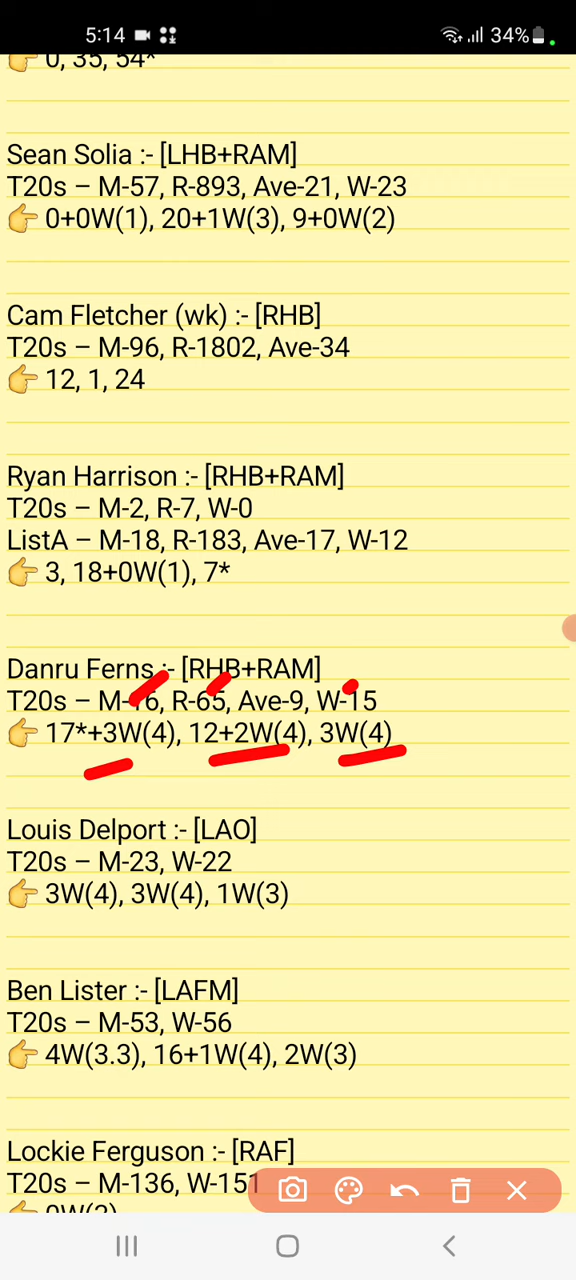 5:14
34%
0, 35, 54*
Sean Solia :- [LHB+RAM]
T20s – M-57, R-893, Ave-21, W-23
0+0W(1), 20+1W(3), 9+0W(2)
Cam Fletcher (wk) :- [RHB]
T20s – M-96, R-1802, Ave-34
12, 1, 24
Ryan Harrison :- [RHB+RAM]
T20s – M-2, R-7, W-0
ListA – M-18, R-183, Ave-17, W-12
3, 18+0W(1), 7*
Danru Ferns :- [RHB+RAM]
T20s – M-16, R-65, Ave-9, W-15
17*+3W(4), 12+2W(4), 3W(4)
Louis Delport :- [LAO]
T20s – M-23, W-22
3W(4), 3W(4), 1W(3)
Ben Lister :- [LAFM]
T20s – M-53, W-56
4W(3.3), 16+1W(4), 2W(3)
Lockie Ferguson :- [RAF]
T20s – M-136, W-151